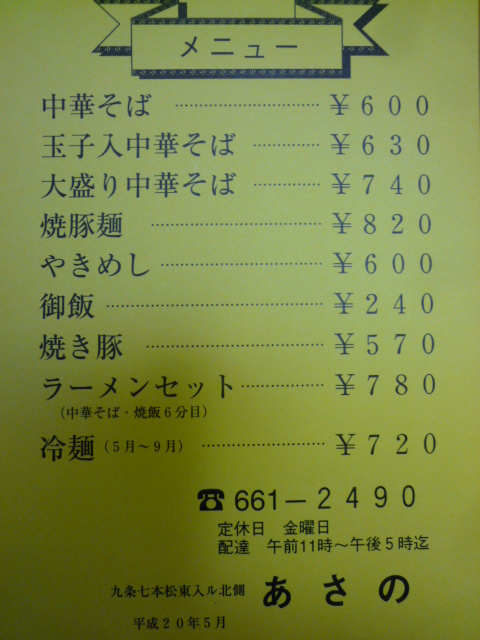 メニュー
中華そば ………………… ￥600
玉子入中華そば ………… ￥630
大盛り中華そば ………… ￥740
焼豚麺 …………………… ￥820
やきめし ………………… ￥600
御飯 ……………………… ￥240
焼き豚 …………………… ￥570
ラーメンセット ………… ￥780
（中華そば・焼飯６分目）
冷麺（５月～９月） …………… ￥720
☎ 661－2490
定休日 金曜日
配達 午前11時～午後５時迄
九条七本松東入ル北側 あさの
平成２０年５月